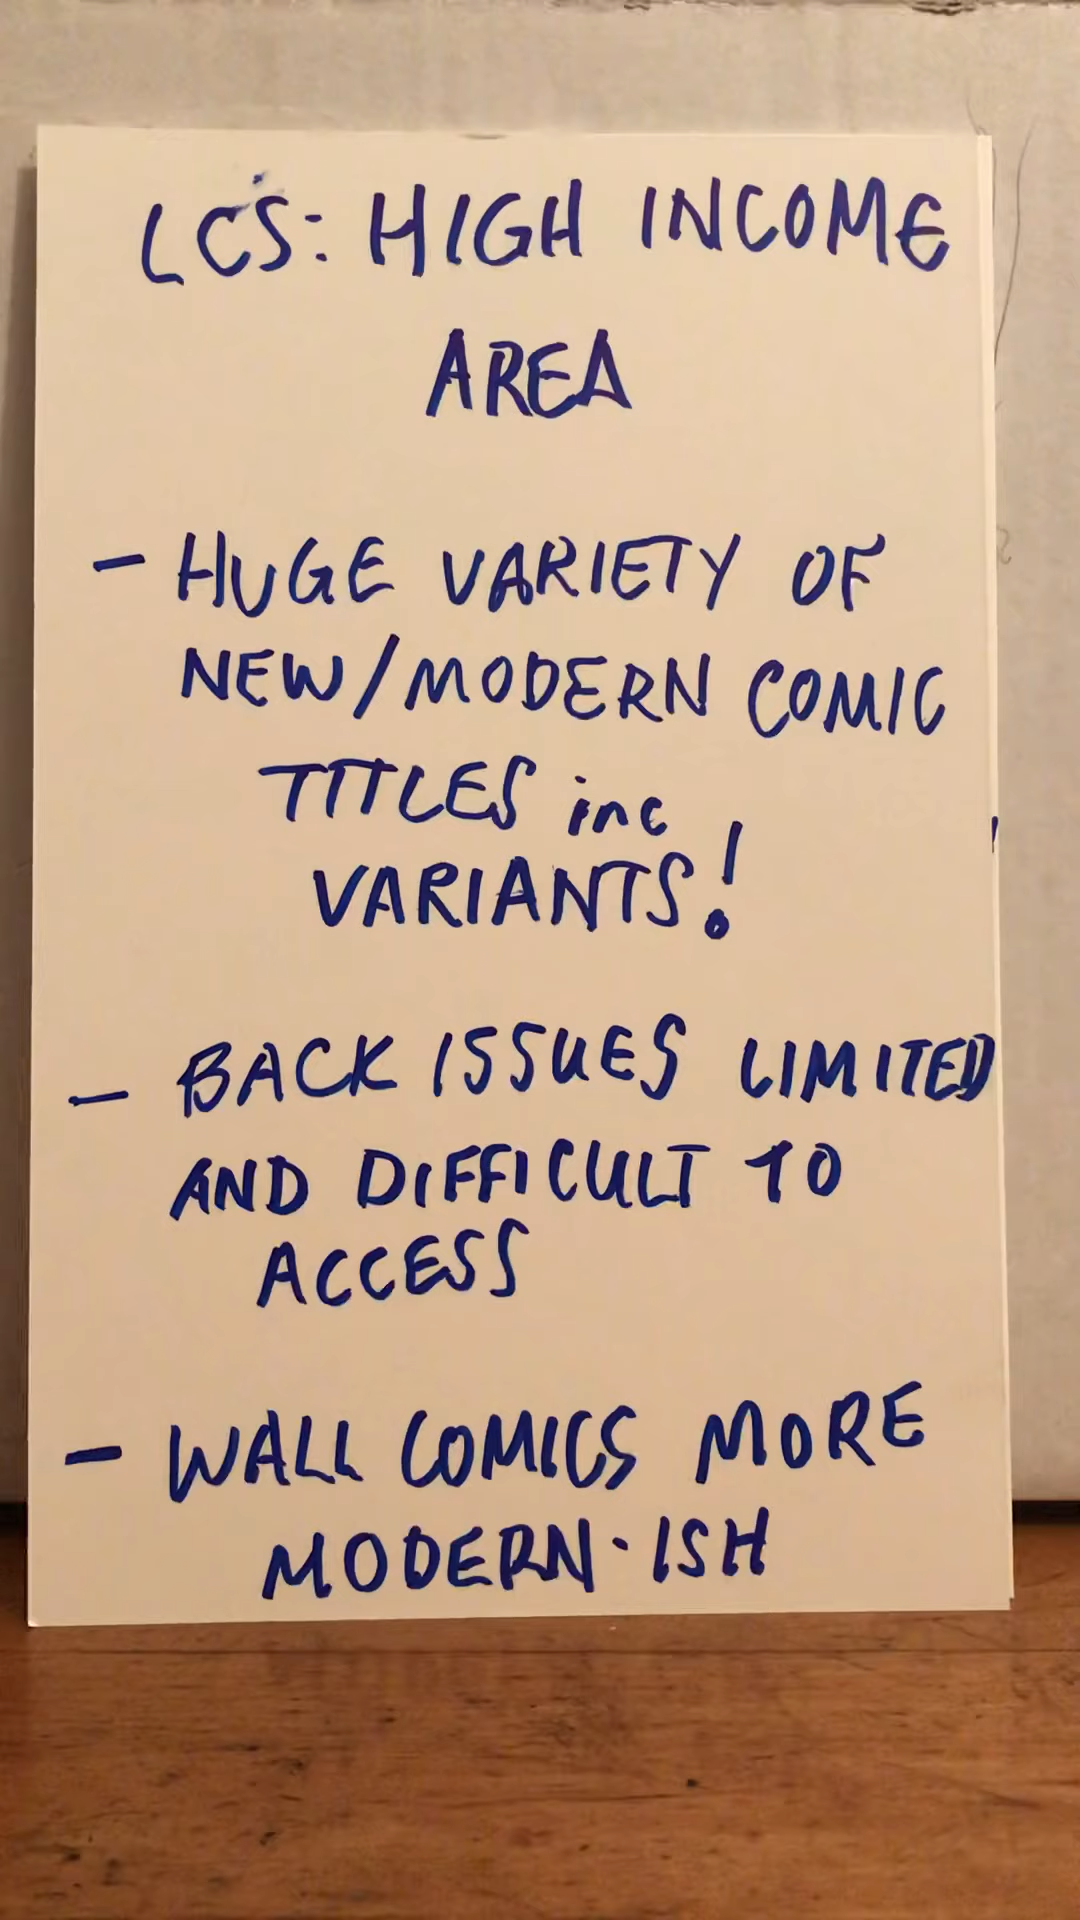 LCS: HIGH INCOME
AREA
- HUGE VARIETY OF
NEW/MODERN COMIC
TITLES inc
VARIANTS!
- BACK ISSUES LIMITED
AND DIFFICULT TO
ACCESS
- WALL COMICS MORE
MODERN-ISH